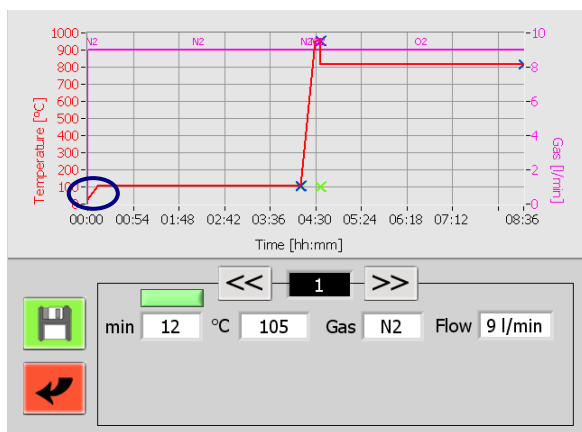 1000
900
800
700
600
500
400
300
200
100
0
Temperature [ºC]
N2 N2 N2 O2
10
8
6
4
2
0
Gas [l/min]
00:00 00:54 01:48 02:42 03:36 04:30 05:24 06:18 07:12 08:36
Time [hh:mm]
<< 1 >>
min 12 ºC 105 Gas N2 Flow 9 l/min